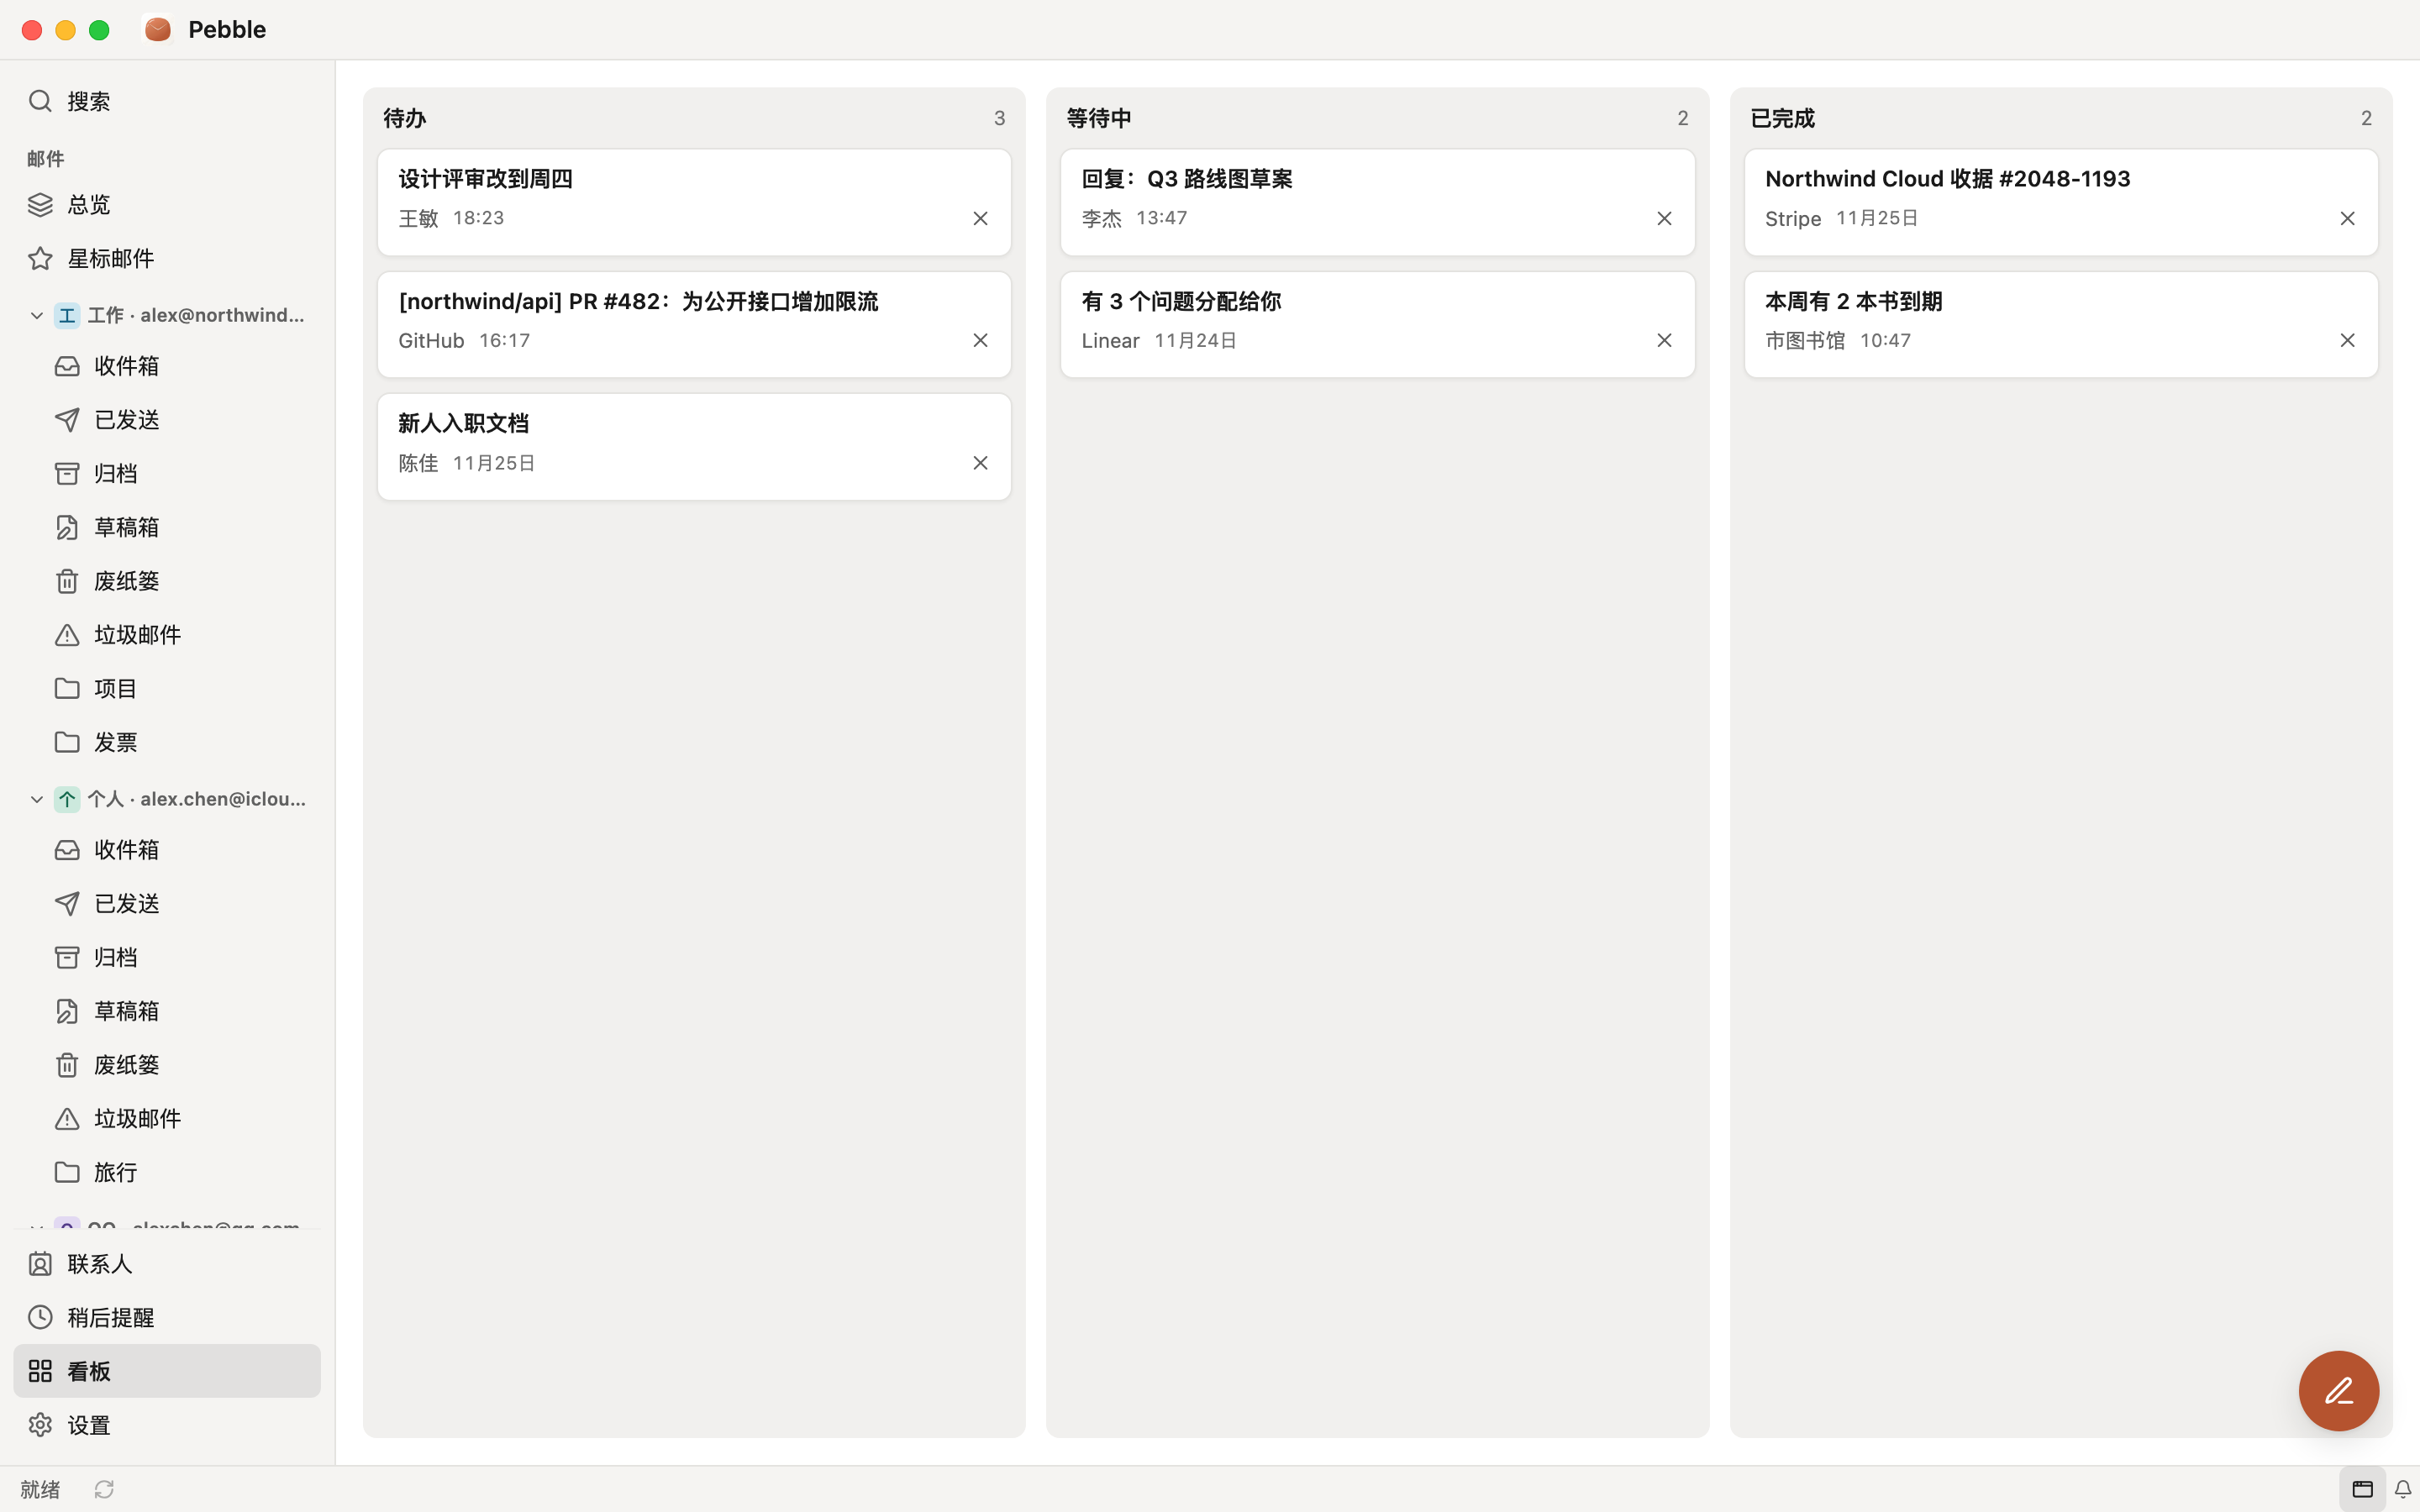 Pebble
搜索
邮件
总览
星标邮件
工 工作 · alex@northwind...
收件箱
已发送
归档
草稿箱
废纸篓
垃圾邮件
项目
发票
个 个人 · alex.chen@iclou...
收件箱
已发送
归档
草稿箱
废纸篓
垃圾邮件
旅行
Q QQ · alexchen@qq.com
联系人
稍后提醒
看板
设置
待办 3
设计评审改到周四
王敏 18:23
[northwind/api] PR #482：为公开接口增加限流
GitHub 16:17
新人入职文档
陈佳 11月25日
等待中 2
回复：Q3 路线图草案
李杰 13:47
有 3 个问题分配给你
Linear 11月24日
已完成 2
Northwind Cloud 收据 #2048-1193
Stripe 11月25日
本周有 2 本书到期
市图书馆 10:47
就绪